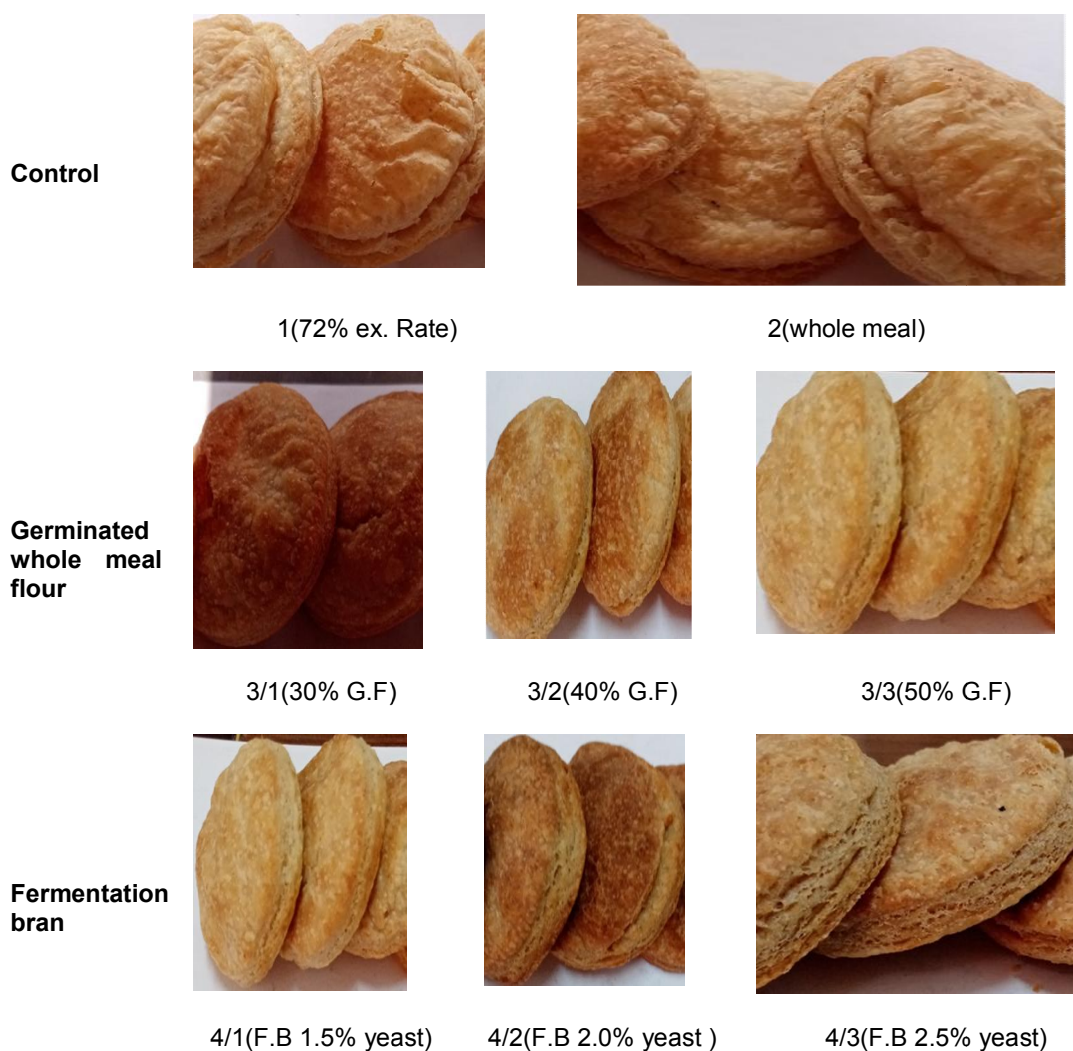 Control
1(72% ex. Rate)
2(whole meal)
Germinated
whole meal
flour
3/1(30% G.F)
3/2(40% G.F)
3/3(50% G.F)
Fermentation
bran
4/1(F.B 1.5% yeast)
4/2(F.B 2.0% yeast )
4/3(F.B 2.5% yeast)